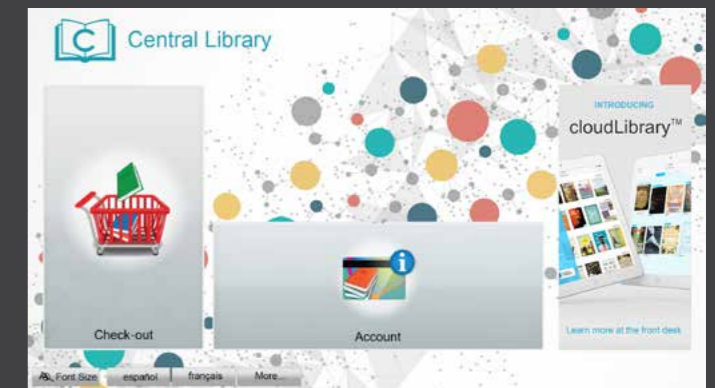 C Central Library
INTRODUCING
cloudLibrary™
Check-out
Account
Learn more at the front desk
Font Size
español
français
More...